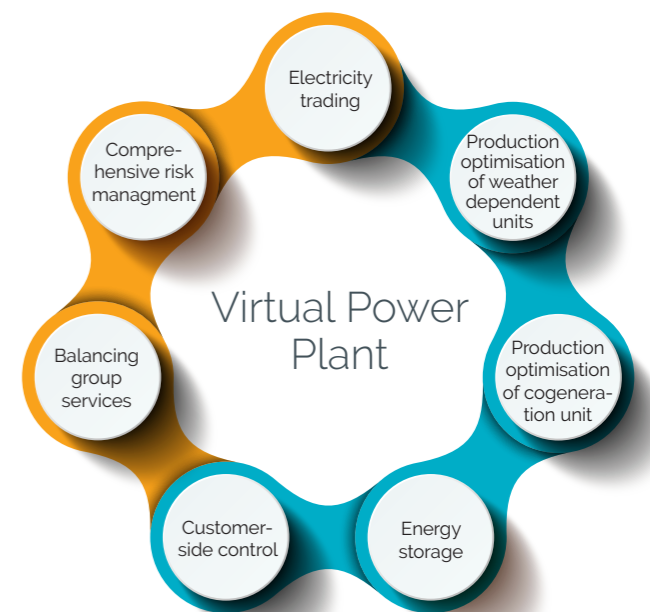 Electricity
trading
Production
optimisation
of weather
dependent
units
Production
optimisation
of cogenera-
tion unit
Energy
storage
Customer-
side control
Balancing
group
services
Compre-
hensive risk
managment
Virtual Power
Plant